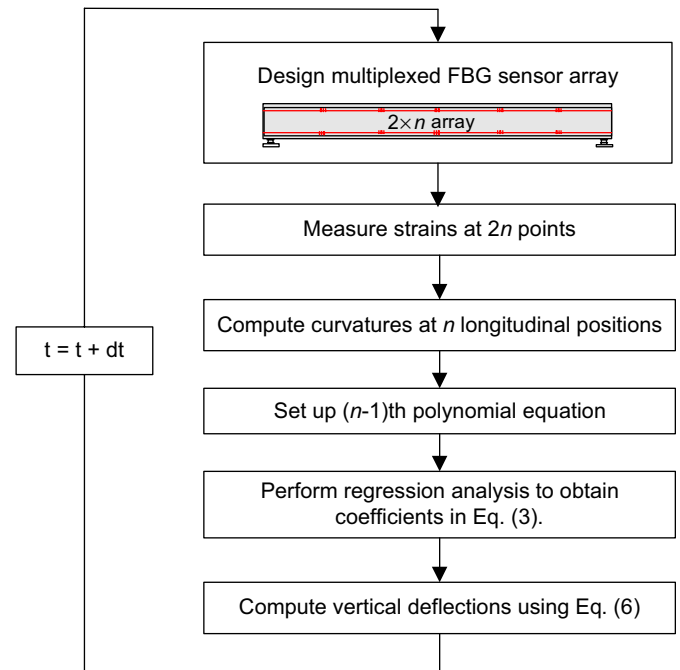 Design multiplexed FBG sensor array
2×n array
Measure strains at 2n points
Compute curvatures at n longitudinal positions
t = t + dt
Set up (n-1)th polynomial equation
Perform regression analysis to obtain
coefficients in Eq. (3).
Compute vertical deflections using Eq. (6)